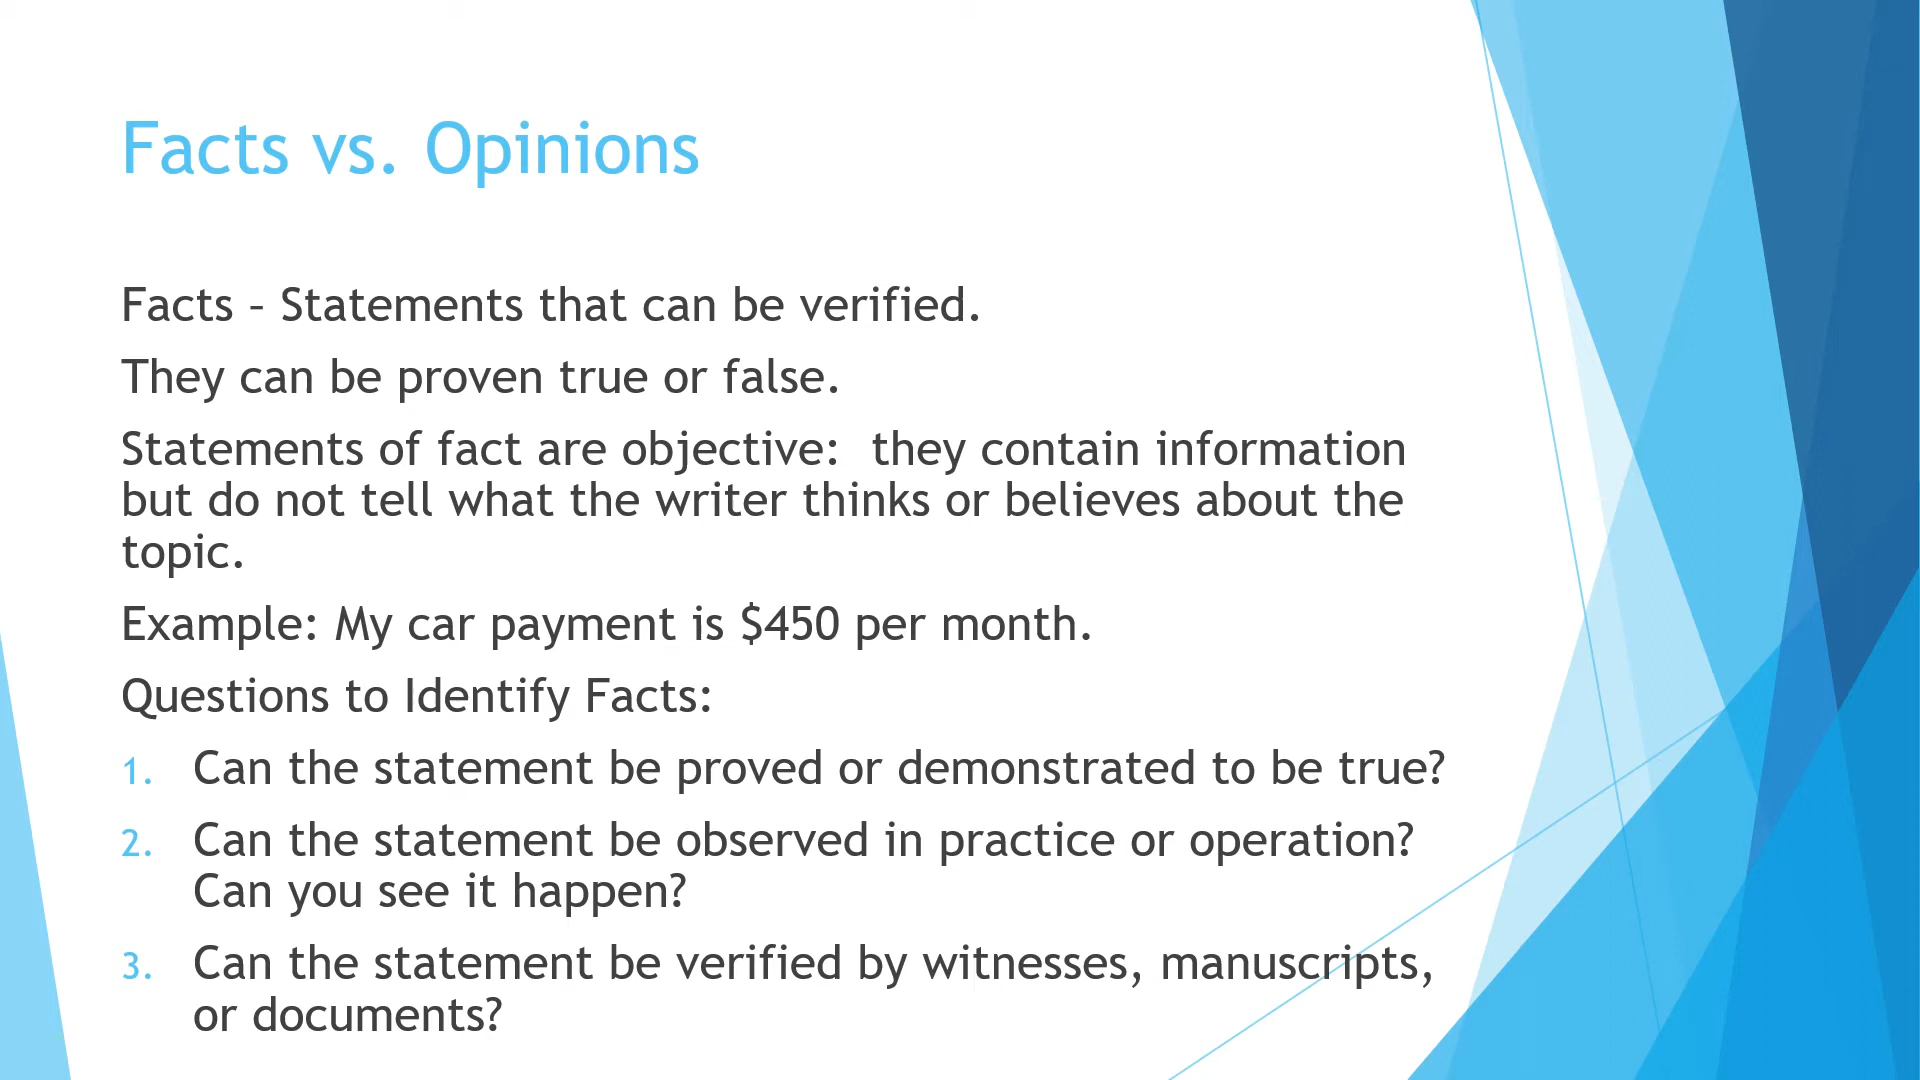 Facts vs. Opinions
Facts – Statements that can be verified.
They can be proven true or false.
Statements of fact are objective:  they contain information
but do not tell what the writer thinks or believes about the
topic.
Example: My car payment is $450 per month.
Questions to Identify Facts:
1. Can the statement be proved or demonstrated to be true?
2. Can the statement be observed in practice or operation?
Can you see it happen?
3. Can the statement be verified by witnesses, manuscripts,
or documents?